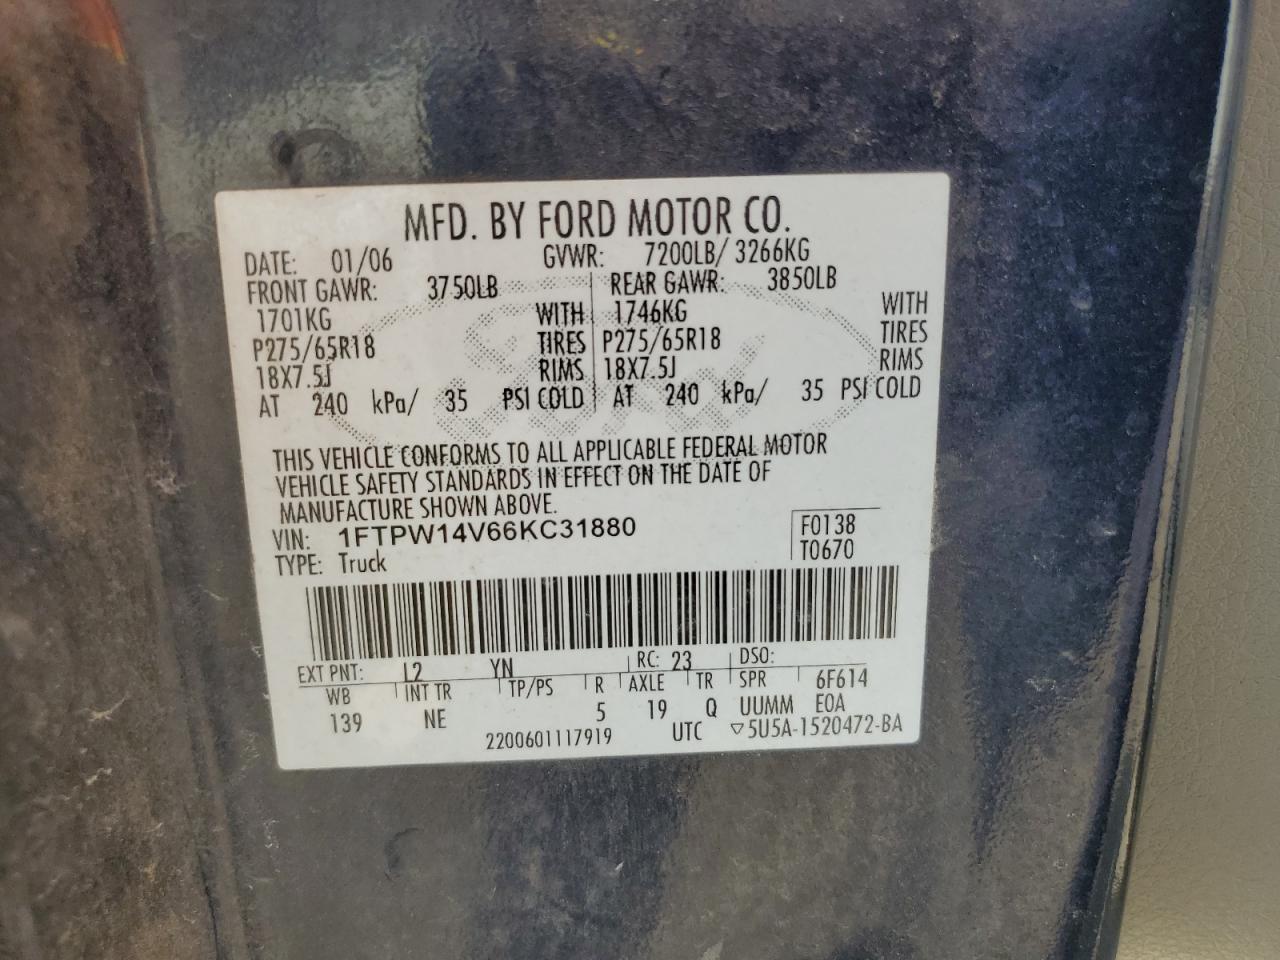 MFD. BY FORD MOTOR CO.
DATE: 01/06 GVWR: 7200LB/ 3266KG
FRONT GAWR: 3750LB REAR GAWR: 3850LB
1701KG WITH 1746KG WITH
P275/65R18 TIRES P275/65R18 TIRES
18X7.5J RIMS 18X7.5J RIMS
AT 240 kPa/ 35 PSI COLD AT 240 kPa/ 35 PSI COLD
THIS VEHICLE CONFORMS TO ALL APPLICABLE FEDERAL MOTOR
VEHICLE SAFETY STANDARDS IN EFFECT ON THE DATE OF
MANUFACTURE SHOWN ABOVE.
VIN: 1FTPW14V66KC31880 F0138
TYPE: Truck T0670
EXT PNT: L2 YN RC: 23 DSO:
WB INT TR TP/PS R AXLE TR SPR 6F614
139 NE 5 19 Q UUMM E0A
2200601117919 UTC ▽5U5A-1520472-BA